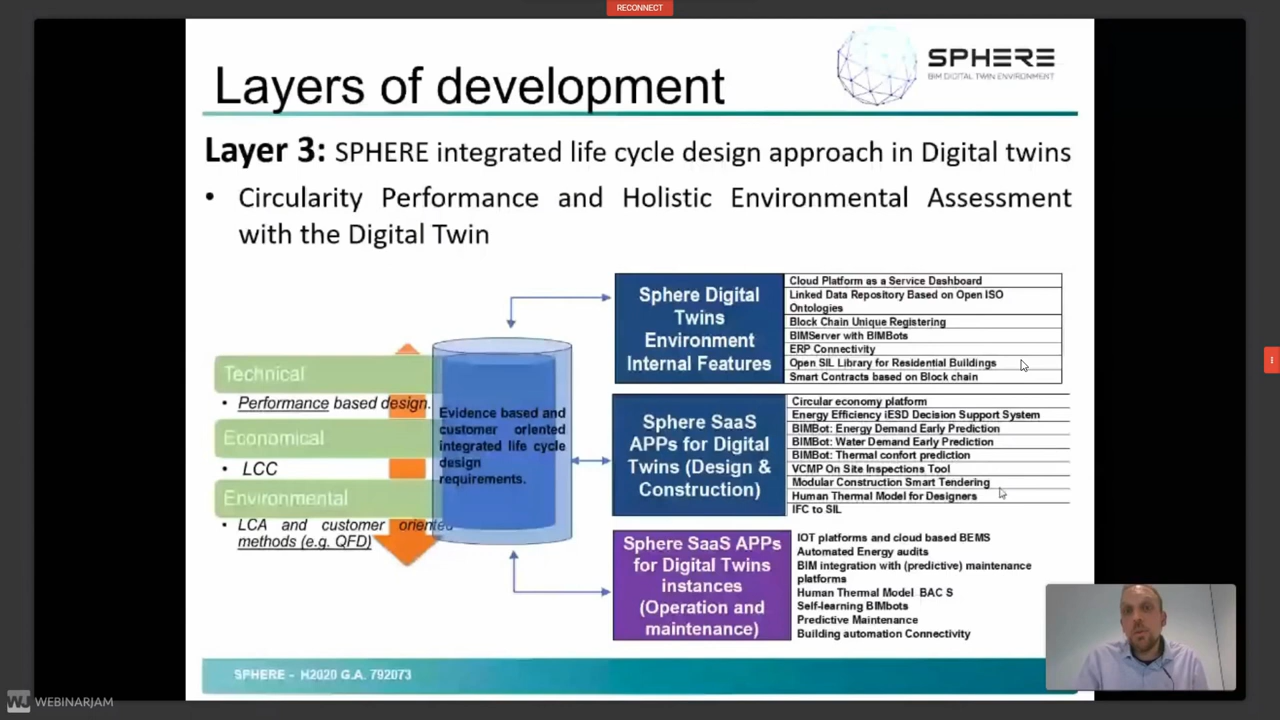 RECONNECT
SPHERE
BIM DIGITAL TWIN ENVIRONMENT
Layers of development
Layer 3: SPHERE integrated life cycle design approach in Digital twins
• Circularity Performance and Holistic Environmental Assessment
with the Digital Twin
Technical
• Performance based design.
Economical
• LCC
Environmental
• LCA and customer oriented
methods (e.g. QFD)
Evidence based and
customer oriented
integrated life cycle
design
requirements.
Sphere Digital
Twins
Environment
Internal Features
Cloud Platform as a Service Dashboard
Linked Data Repository Based on Open ISO
Ontologies
Block Chain Unique Registering
BIMServer with BIMBots
ERP Connectivity
Open SIL Library for Residential Buildings
Smart Contracts based on Block chain
Sphere SaaS
APPs for Digital
Twins (Design &
Construction)
Circular economy platform
Energy Efficiency iESD Decision Support System
BIMBot: Energy Demand Early Prediction
BIMBot: Water Demand Early Prediction
BIMBot: Thermal confort prediction
VCMP On Site Inspections Tool
Modular Construction Smart Tendering
Human Thermal Model for Designers
IFC to SIL
Sphere SaaS APPs
for Digital Twins
instances
(Operation and
maintenance)
IOT platforms and cloud based BEMS
Automated Energy audits
BIM integration with (predictive) maintenance
platforms
Human Thermal Model BAC S
Self-learning BIMbots
Predictive Maintenance
Building automation Connectivity
SPHERE - H2020 G.A. 792073
WJ WEBINARJAM